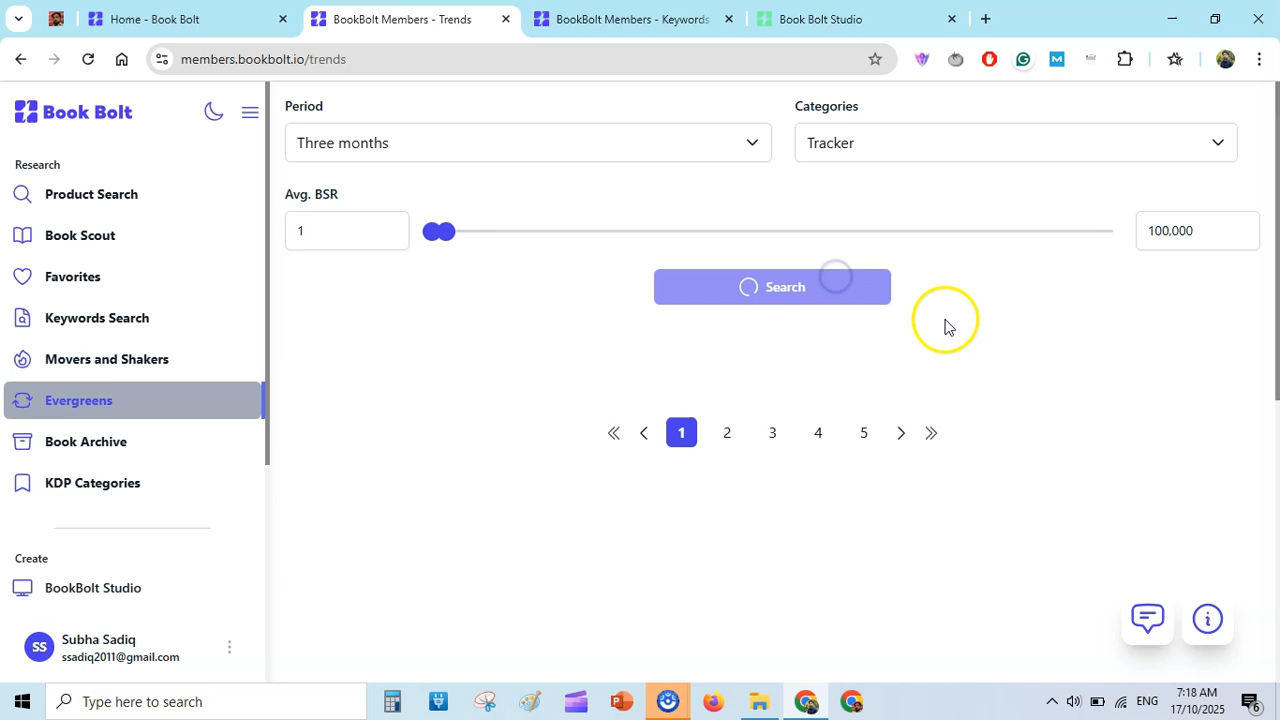 Home - Book Bolt
BookBolt Members - Trends
BookBolt Members - Keywords
Book Bolt Studio
members.bookbolt.io/trends
Book Bolt
Research
Product Search
Book Scout
Favorites
Keywords Search
Movers and Shakers
Evergreens
Book Archive
KDP Categories
Create
BookBolt Studio
SS
Subha Sadiq
ssadiq2011@gmail.com
Period
Three months
Categories
Tracker
Avg. BSR
1
100,000
Search
1 2 3 4 5
Type here to search
ENG
7:18 AM
17/10/2025
6